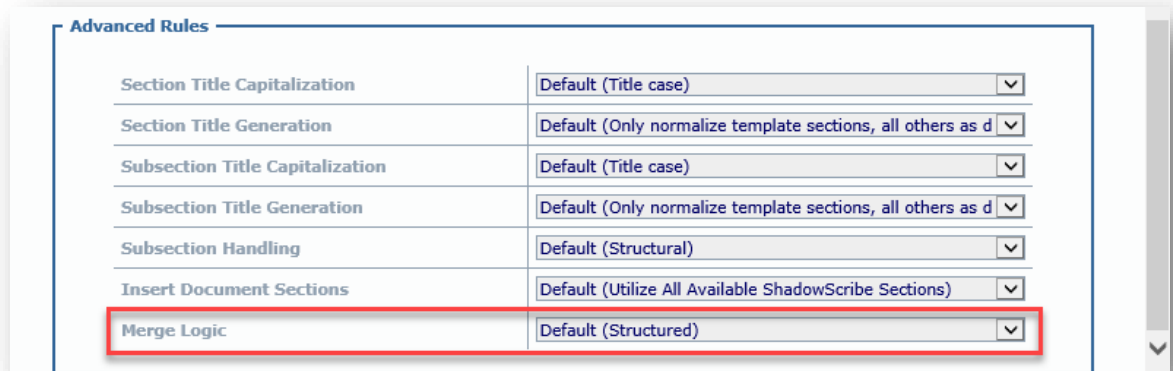 Advanced Rules
Section Title Capitalization Default (Title case)
Section Title Generation Default (Only normalize template sections, all others as d
Subsection Title Capitalization Default (Title case)
Subsection Title Generation Default (Only normalize template sections, all others as d
Subsection Handling Default (Structural)
Insert Document Sections Default (Utilize All Available ShadowScribe Sections)
Merge Logic Default (Structured)